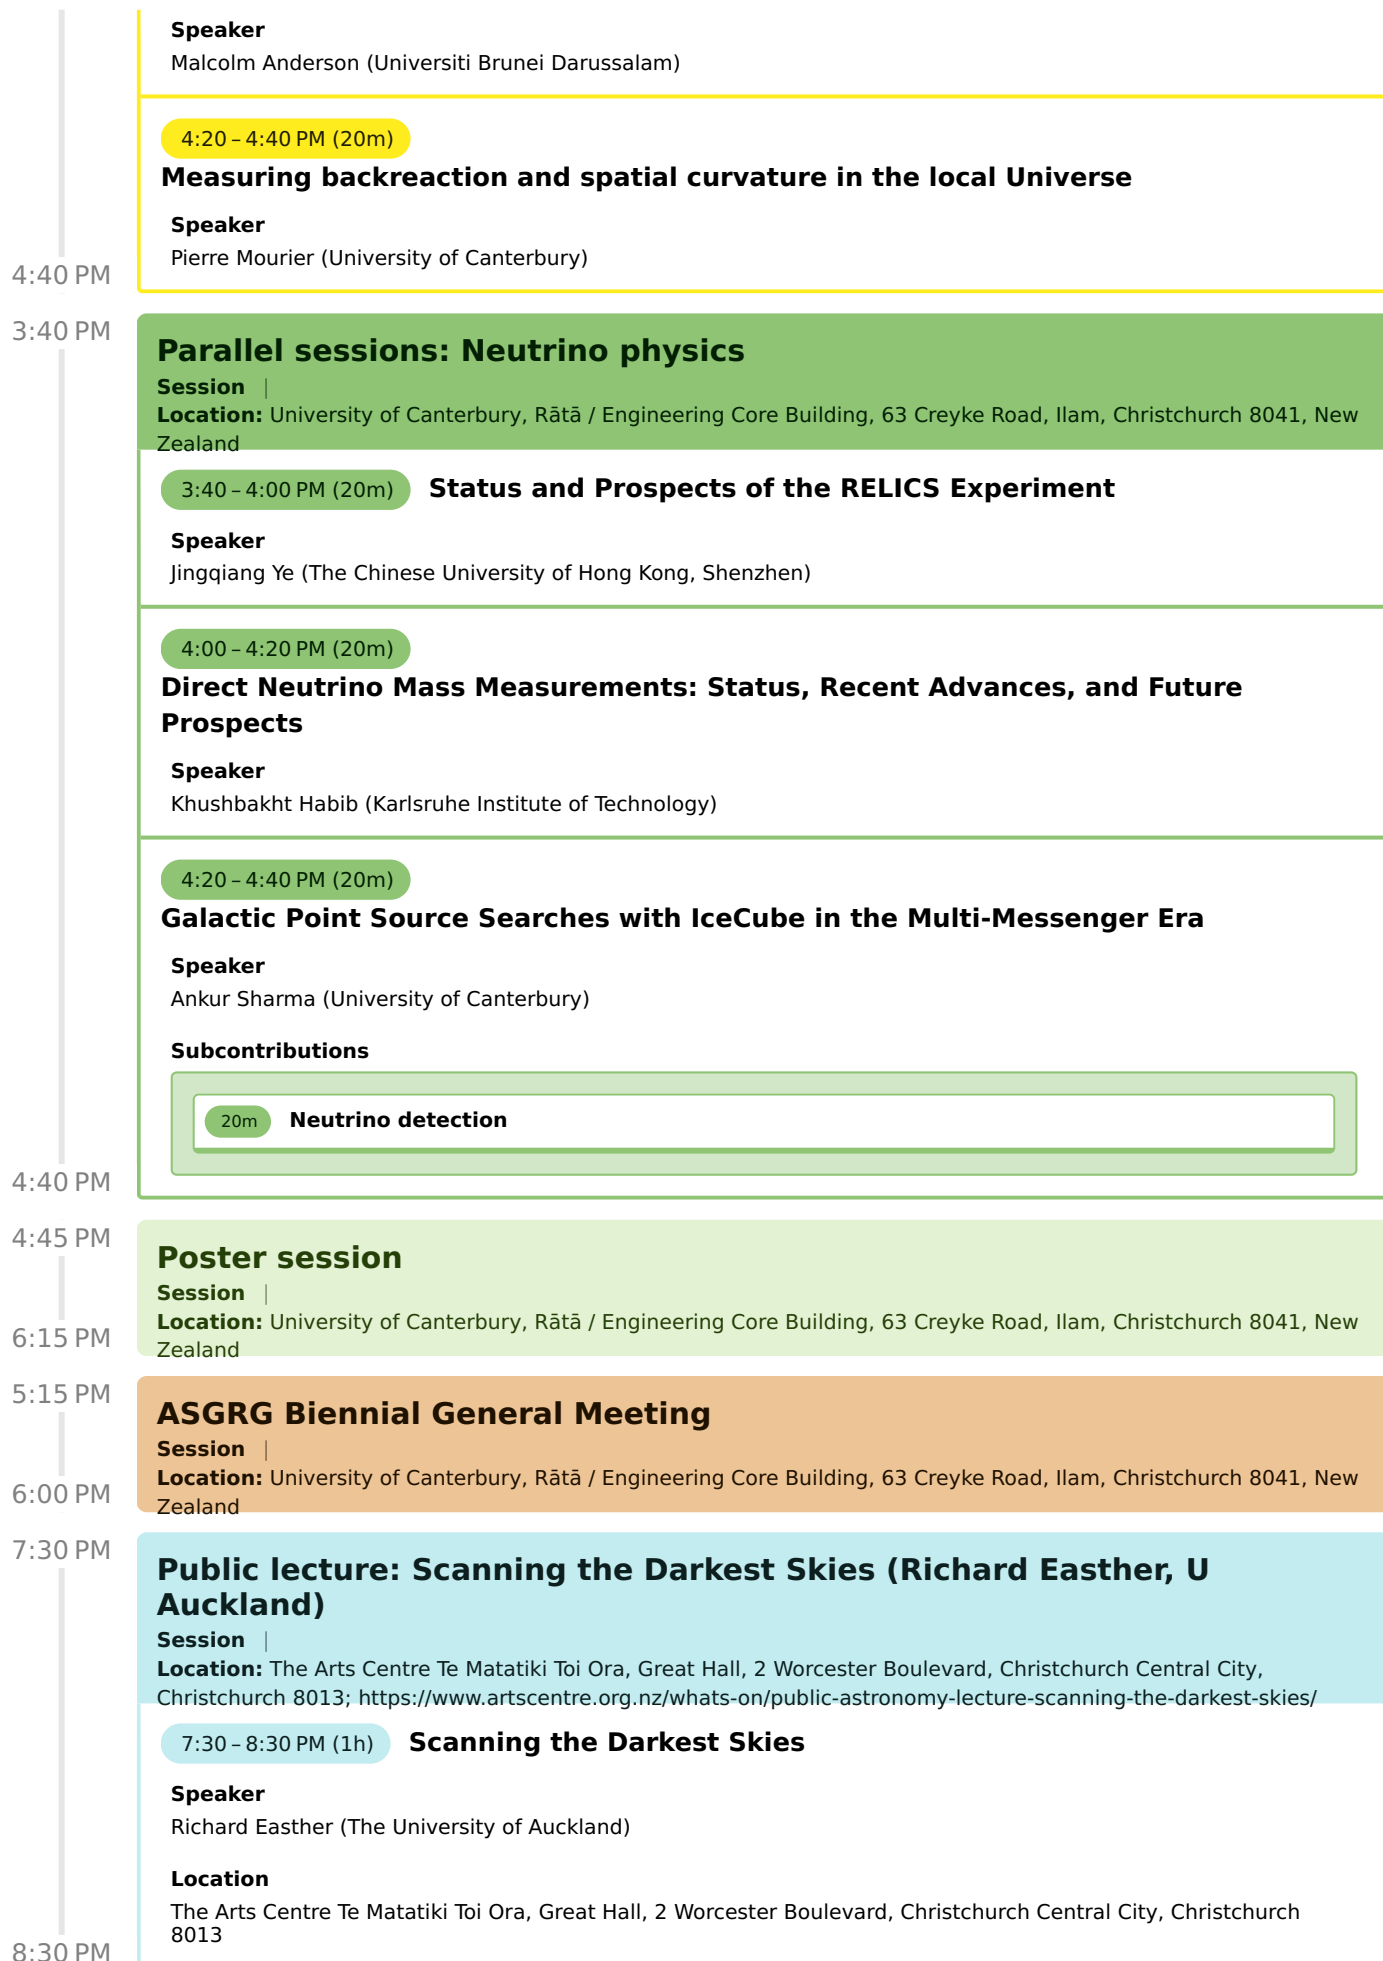 Speaker
Malcolm Anderson (Universiti Brunei Darussalam)
4:20 – 4:40 PM (20m)
Measuring backreaction and spatial curvature in the local Universe
Speaker
Pierre Mourier (University of Canterbury)
4:40 PM
3:40 PM
Parallel sessions: Neutrino physics
Session |
Location: University of Canterbury, Rātā / Engineering Core Building, 63 Creyke Road, Ilam, Christchurch 8041, New
Zealand
3:40 – 4:00 PM (20m) Status and Prospects of the RELICS Experiment
Speaker
Jingqiang Ye (The Chinese University of Hong Kong, Shenzhen)
4:00 – 4:20 PM (20m)
Direct Neutrino Mass Measurements: Status, Recent Advances, and Future
Prospects
Speaker
Khushbakht Habib (Karlsruhe Institute of Technology)
4:20 – 4:40 PM (20m)
Galactic Point Source Searches with IceCube in the Multi-Messenger Era
Speaker
Ankur Sharma (University of Canterbury)
Subcontributions
20m Neutrino detection
4:40 PM
4:45 PM
Poster session
Session |
Location: University of Canterbury, Rātā / Engineering Core Building, 63 Creyke Road, Ilam, Christchurch 8041, New
Zealand
6:15 PM
5:15 PM
ASGRG Biennial General Meeting
Session |
Location: University of Canterbury, Rātā / Engineering Core Building, 63 Creyke Road, Ilam, Christchurch 8041, New
Zealand
6:00 PM
7:30 PM
Public lecture: Scanning the Darkest Skies (Richard Easther, U
Auckland)
Session |
Location: The Arts Centre Te Matatiki Toi Ora, Great Hall, 2 Worcester Boulevard, Christchurch Central City,
Christchurch 8013; https://www.artscentre.org.nz/whats-on/public-astronomy-lecture-scanning-the-darkest-skies/
7:30 – 8:30 PM (1h) Scanning the Darkest Skies
Speaker
Richard Easther (The University of Auckland)
Location
The Arts Centre Te Matatiki Toi Ora, Great Hall, 2 Worcester Boulevard, Christchurch Central City, Christchurch
8013
8:30 PM